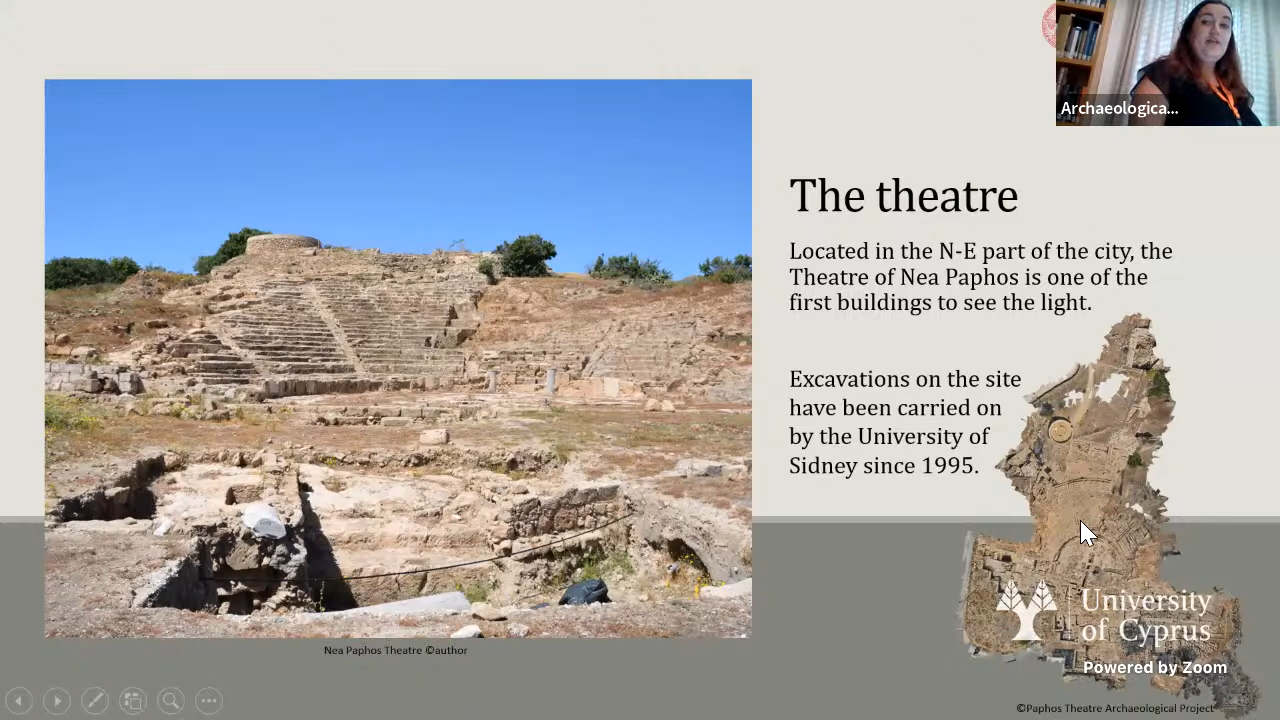 Archaeologica...
The theatre
Located in the N-E part of the city, the
Theatre of Nea Paphos is one of the
first buildings to see the light.
Excavations on the site
have been carried on
by the University of
Sidney since 1995.
University
of Cyprus
Powered by Zoom
Nea Paphos Theatre ©author
©Paphos Theatre Archaeological Project